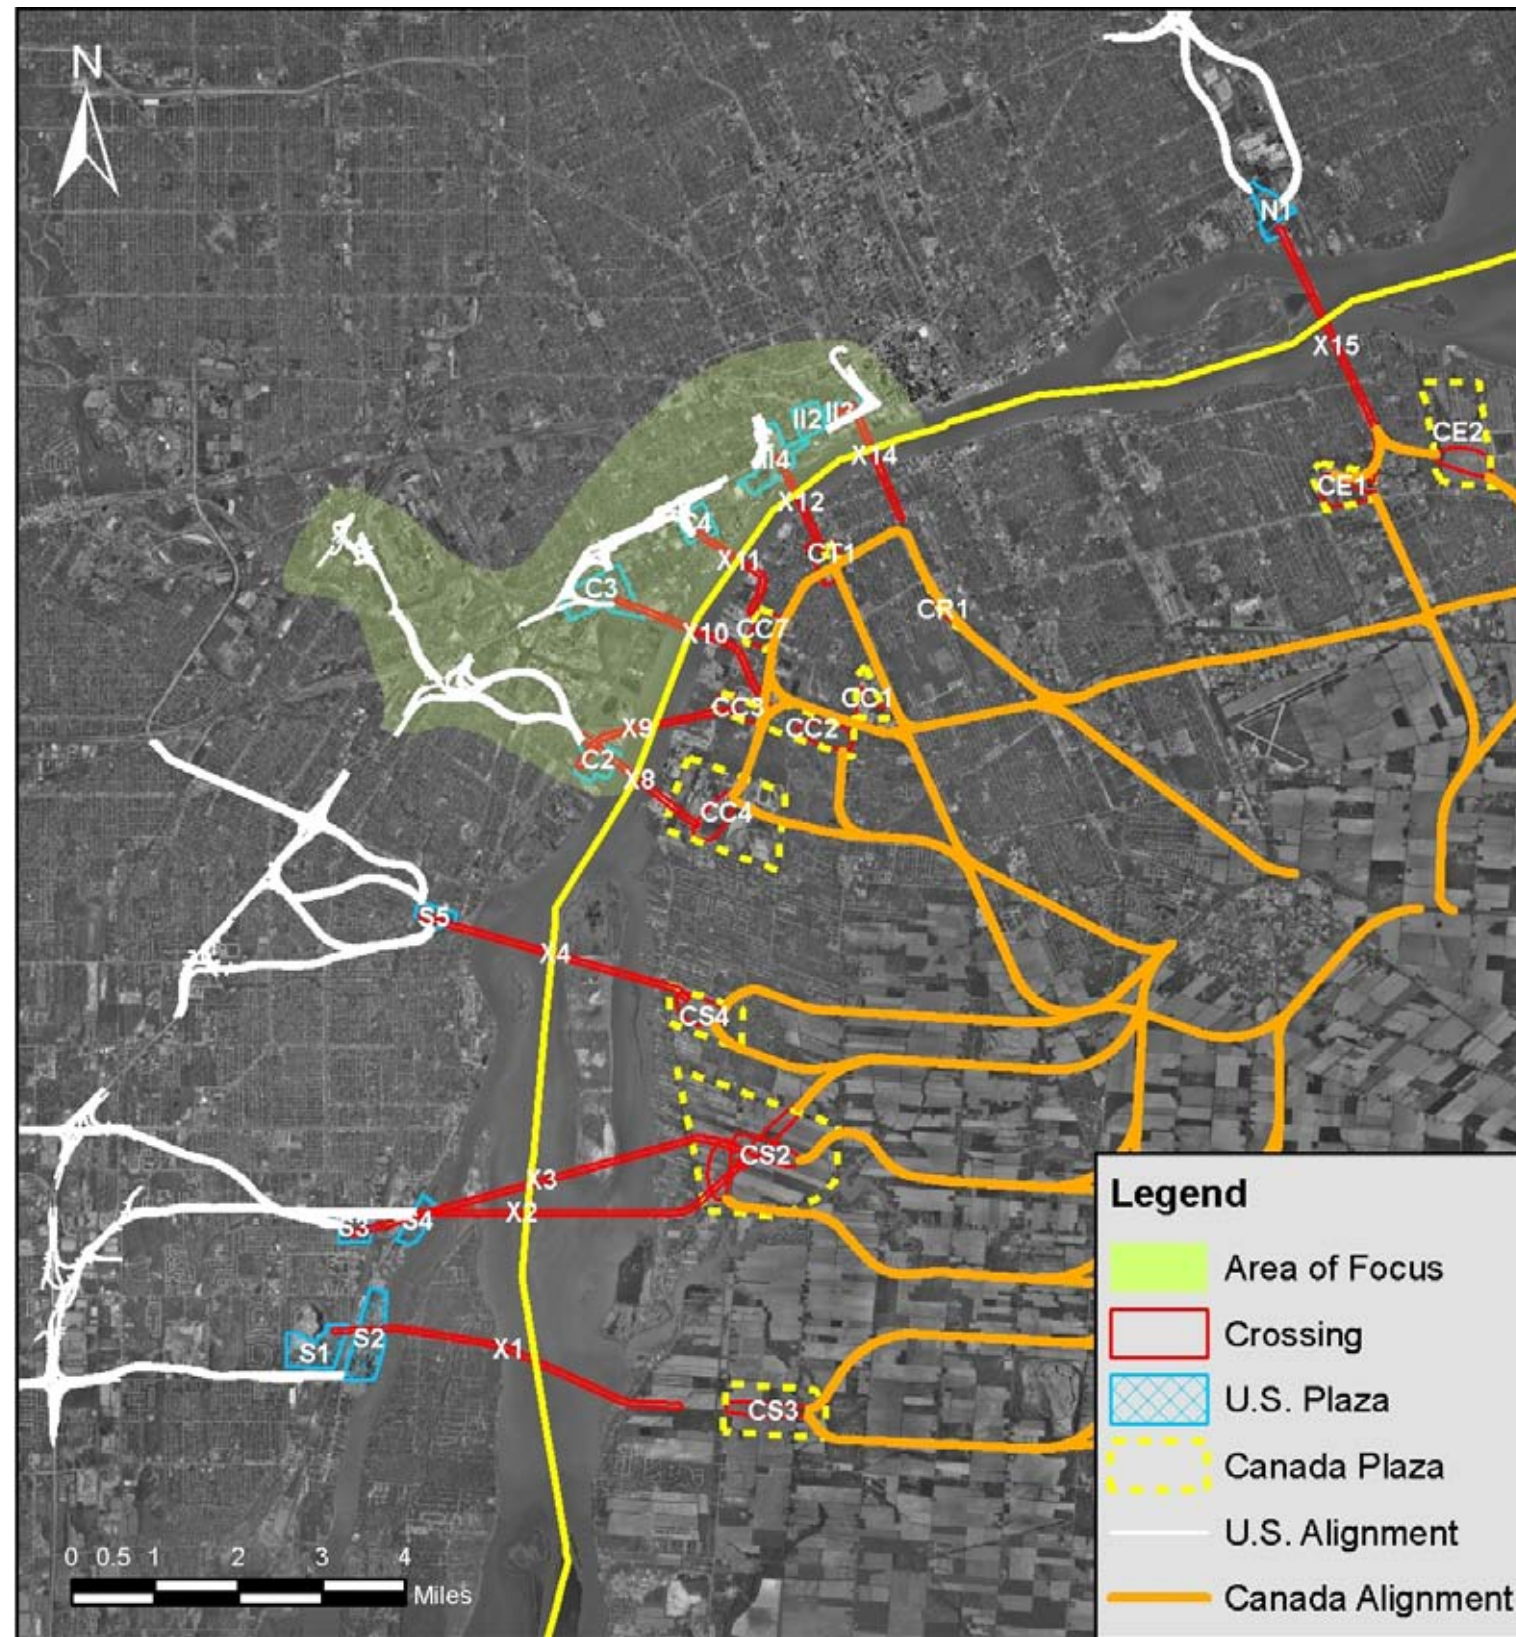 N
N1
X15
CE2
CE1
II2
II4
X14
X12
C4
X11
CT1
C3
CR1
X10
CC7
CC1
CC3
CC2
X9
C2
X8
CC4
S5
X4
CS4
CS2
X3
X2
S4
S3
X1
S2
S1
CS3
Legend
Area of Focus
Crossing
U.S. Plaza
Canada Plaza
U.S. Alignment
Canada Alignment
0 0.5 1 2 3 4
Miles